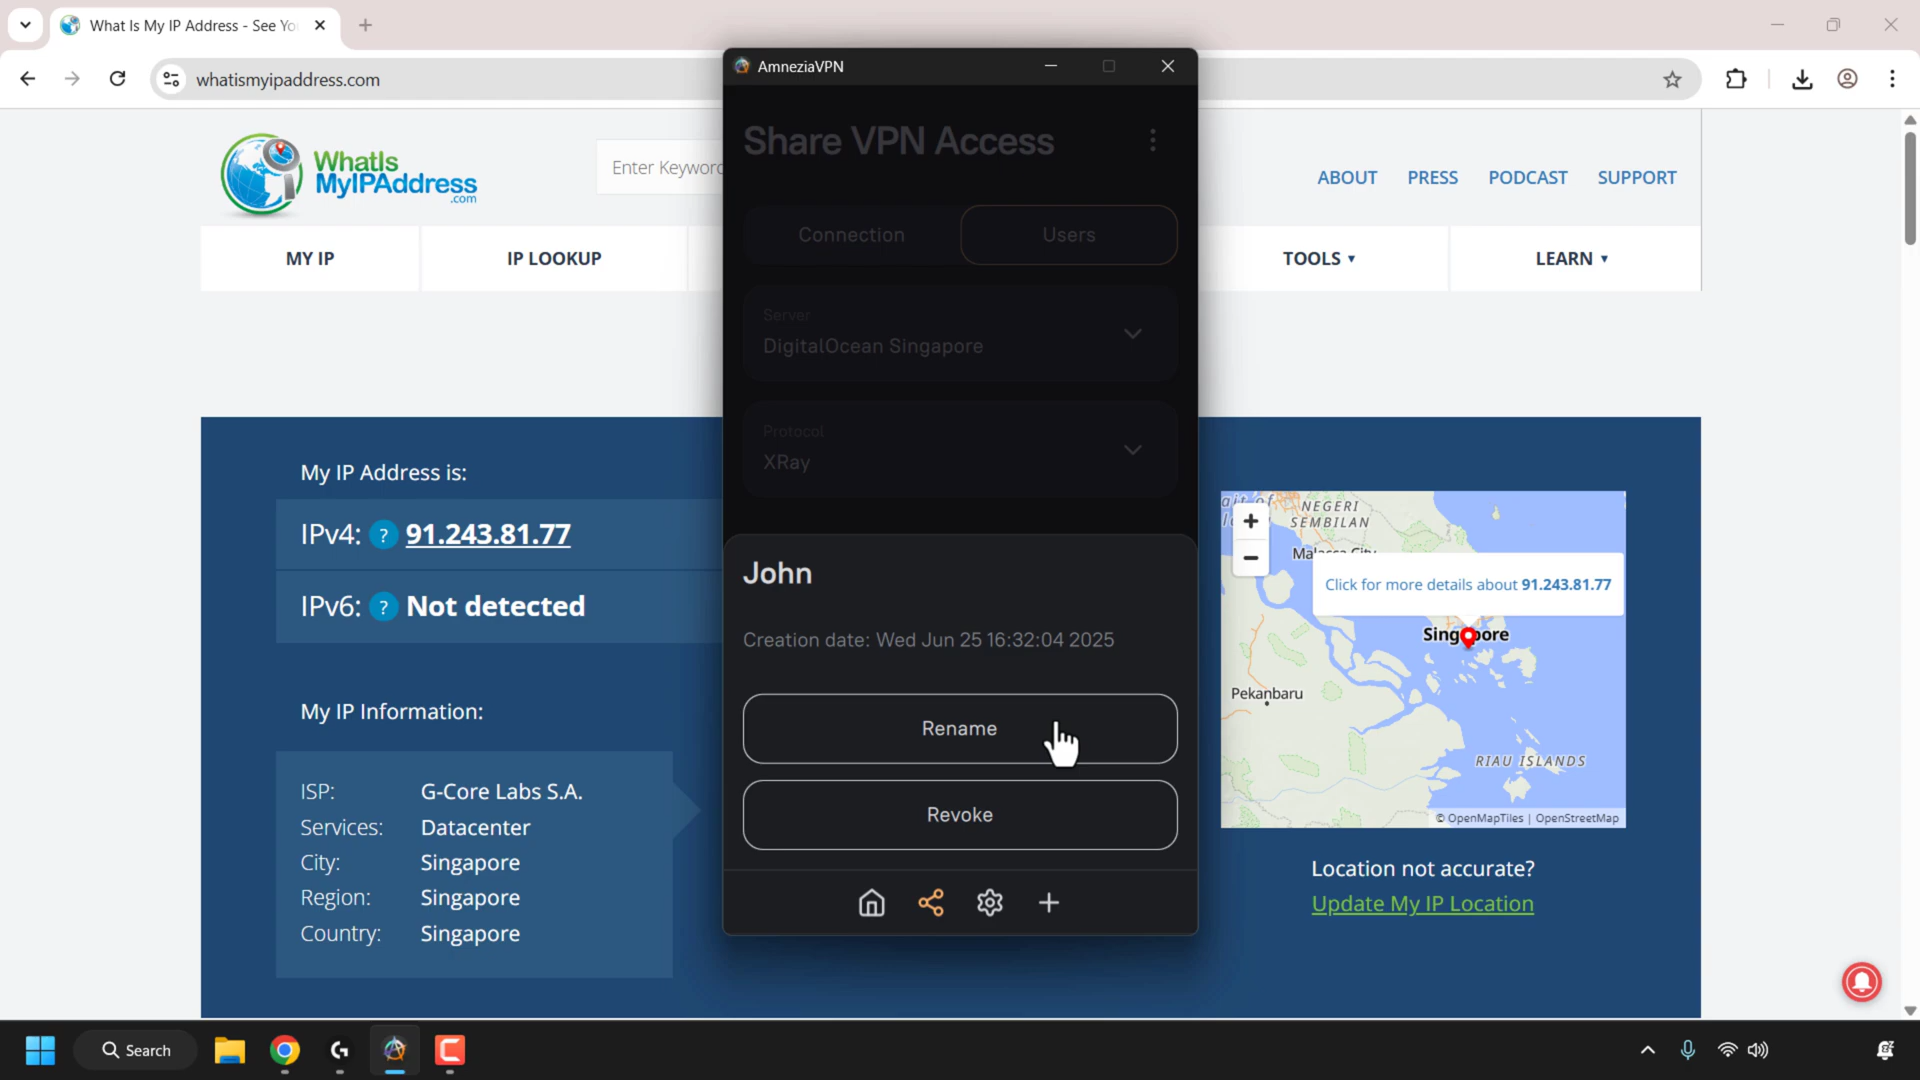 What Is My IP Address - See Yo
whatismyipaddress.com
AmneziaVPN
WhatIs
MyIPAddress
.com
Enter Keyword
ABOUT
PRESS
PODCAST
SUPPORT
MY IP
IP LOOKUP
TOOLS
LEARN
Share VPN Access
Connection
Users
Server
DigitalOcean Singapore
Protocol
XRay
John
Creation date: Wed Jun 25 16:32:04 2025
Rename
Revoke
My IP Address is:
IPv4: ? 91.243.81.77
IPv6: ? Not detected
My IP Information:
ISP: G-Core Labs S.A.
Services: Datacenter
City: Singapore
Region: Singapore
Country: Singapore
NEGERI
SEMBILAN
Click for more details about 91.243.81.77
Pekanbaru
RIAU ISLANDS
© OpenMapTiles | OpenStreetMap
Location not accurate?
Update My IP Location
Search